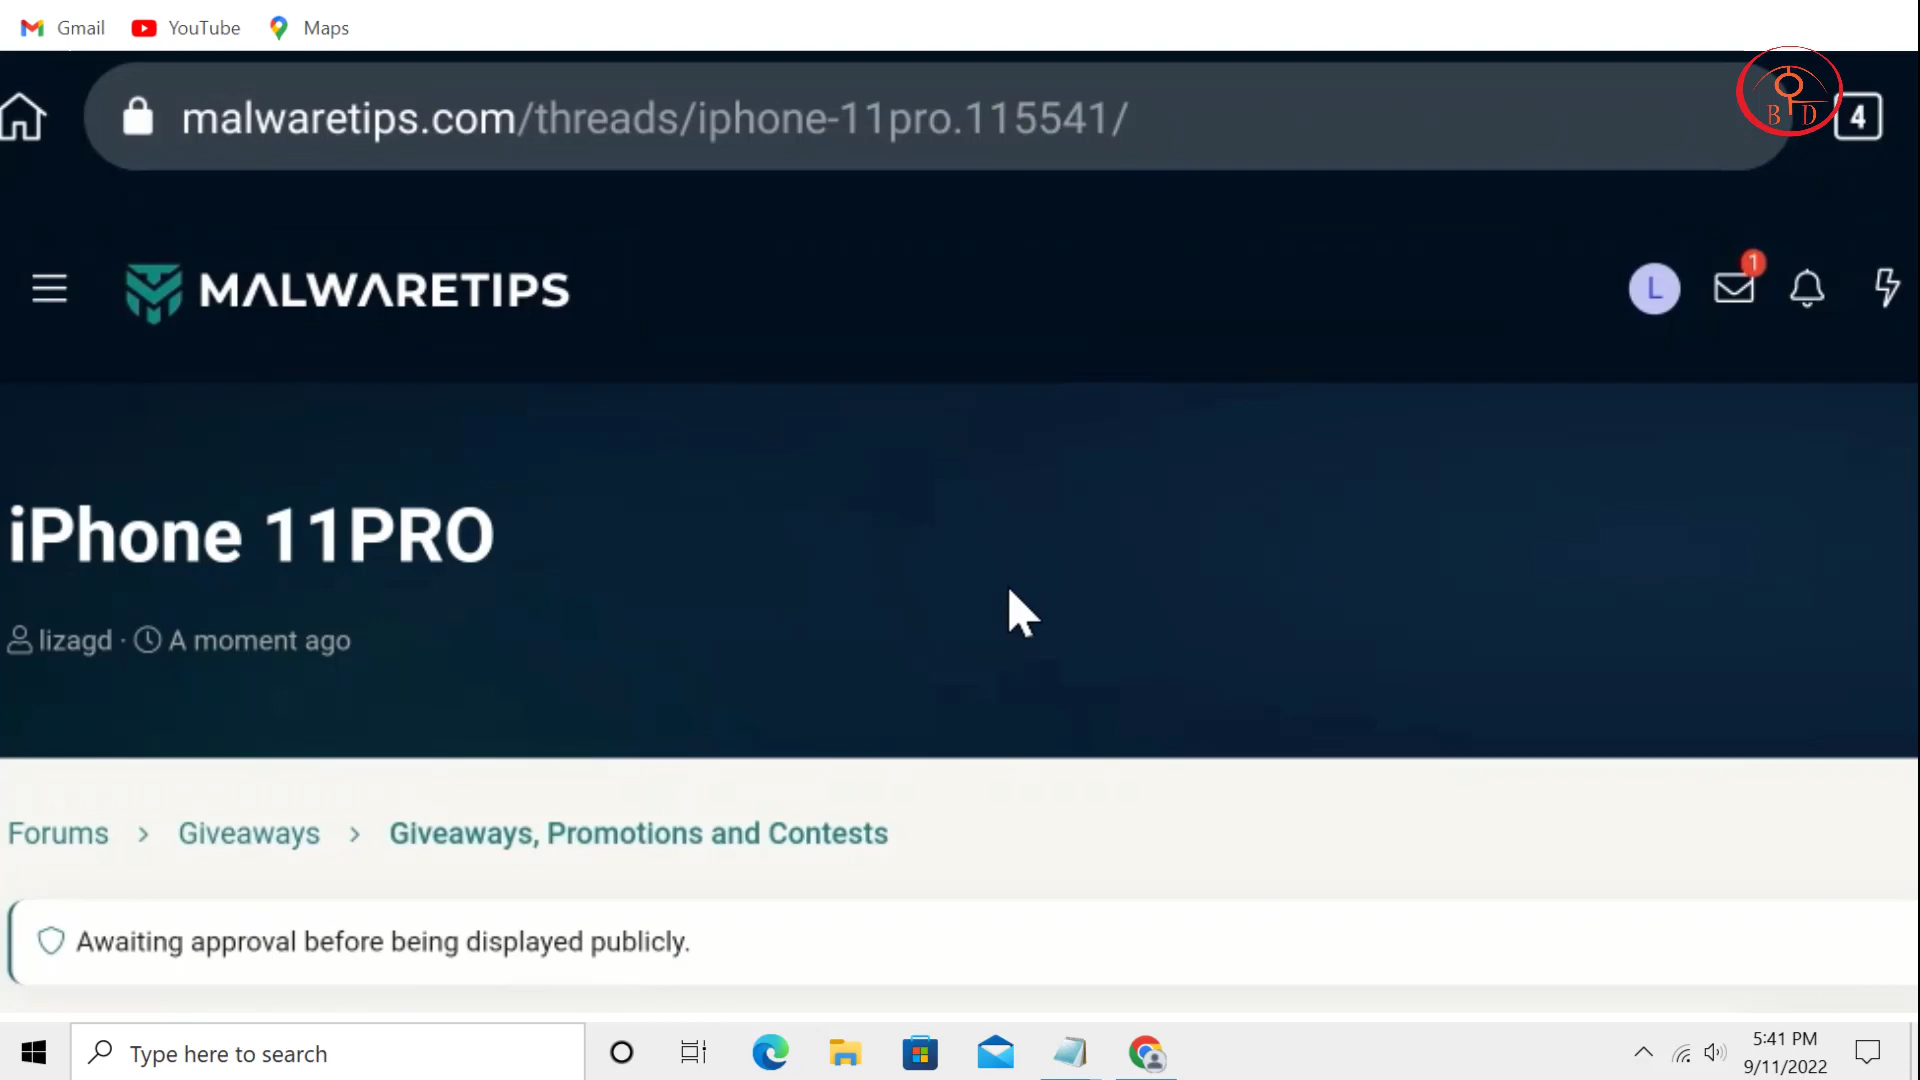 Gmail YouTube Maps
malwaretips.com/threads/iphone-11pro.115541/
4
B D
MALWARETIPS
L 1
iPhone 11PRO
lizagd · A moment ago
Forums > Giveaways > Giveaways, Promotions and Contests
Awaiting approval before being displayed publicly.
Type here to search
5:41 PM
9/11/2022